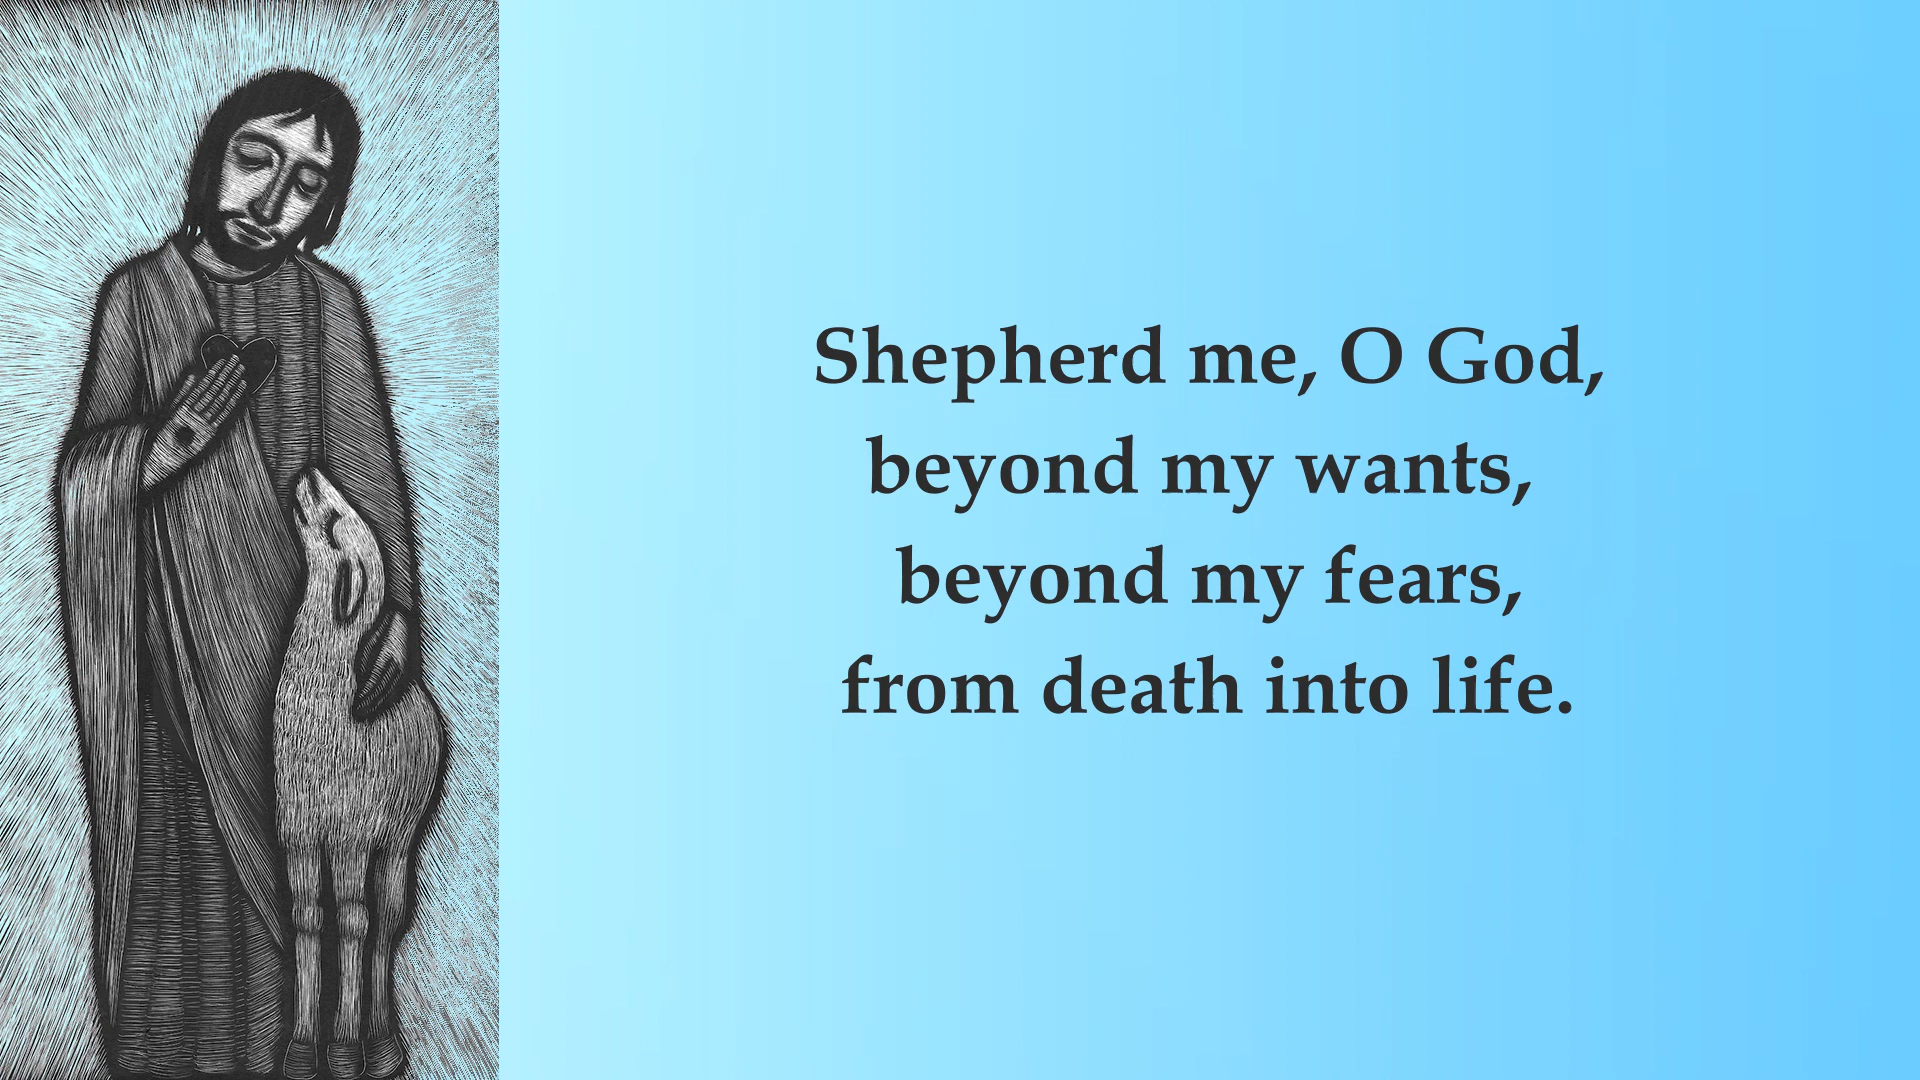 Shepherd me, O God,
beyond my wants,
beyond my fears,
from death into life.